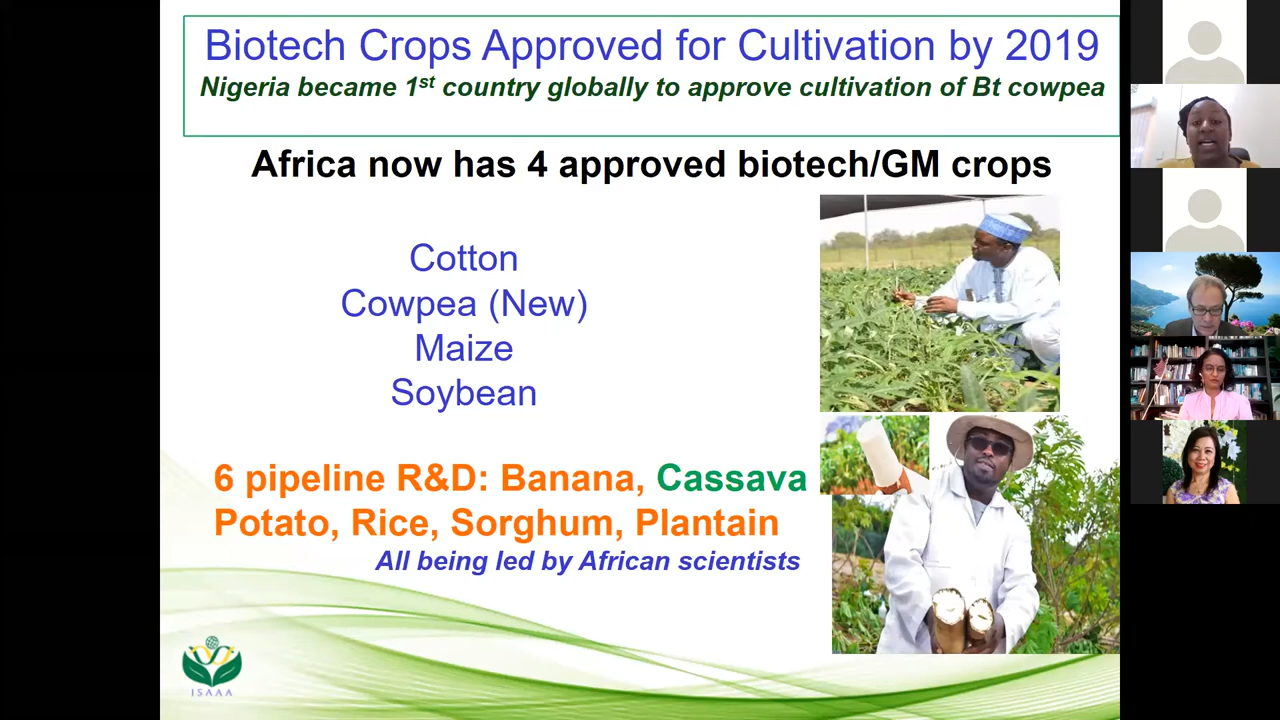 Biotech Crops Approved for Cultivation by 2019
Nigeria became 1st country globally to approve cultivation of Bt cowpea
Africa now has 4 approved biotech/GM crops
Cotton
Cowpea (New)
Maize
Soybean
6 pipeline R&D: Banana, Cassava
Potato, Rice, Sorghum, Plantain
All being led by African scientists
ISAAA